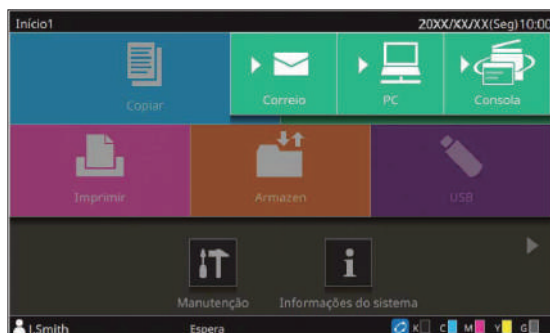 Início1
20XX/XX/XX(Seg)10:00
Copiar
Correio
PC
Consola
Imprimir
Armazen
USB
Manutenção
Informações do sistema
J.Smith
Espera
K C M Y G